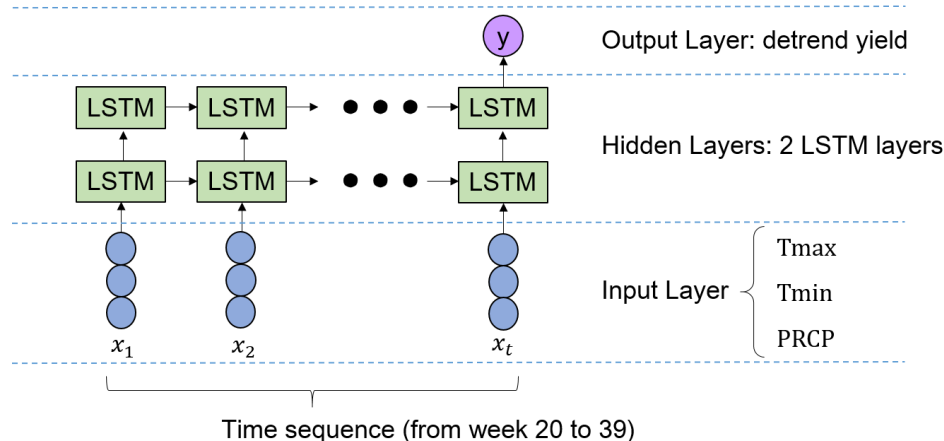 y
Output Layer: detrend yield
LSTM LSTM LSTM
Hidden Layers: 2 LSTM layers
LSTM LSTM LSTM
Tmax
Input Layer
Tmin
PRCP
x₁ x₂ xₜ
Time sequence (from week 20 to 39)